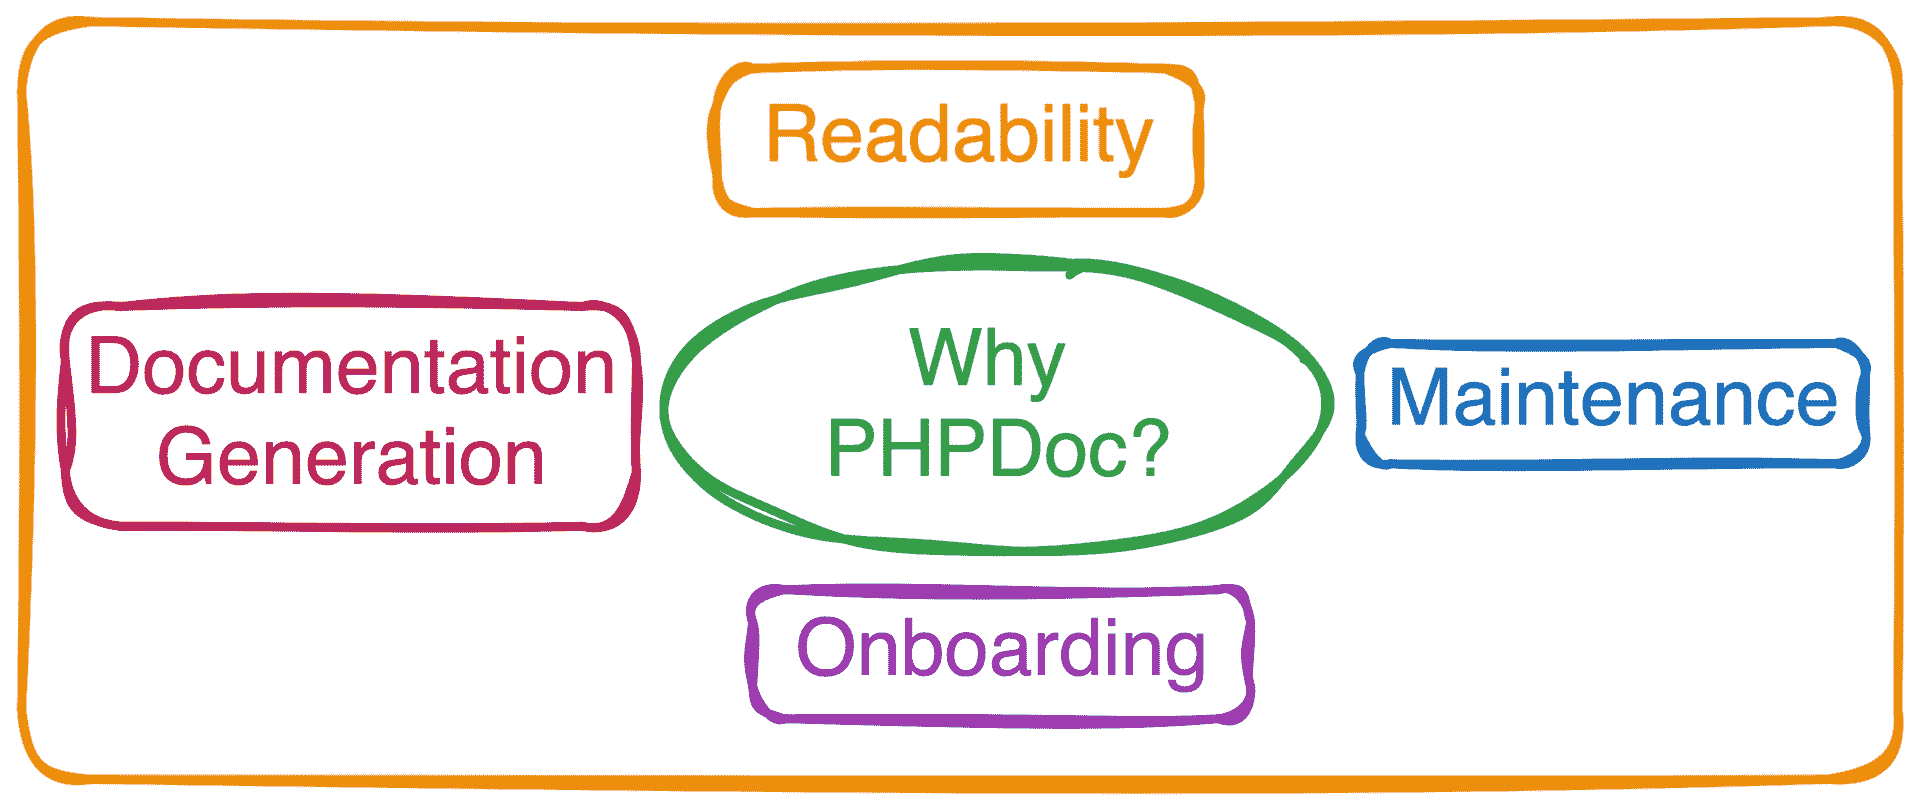 Readability
Documentation
Generation
Why
PHPDoc?
Maintenance
Onboarding